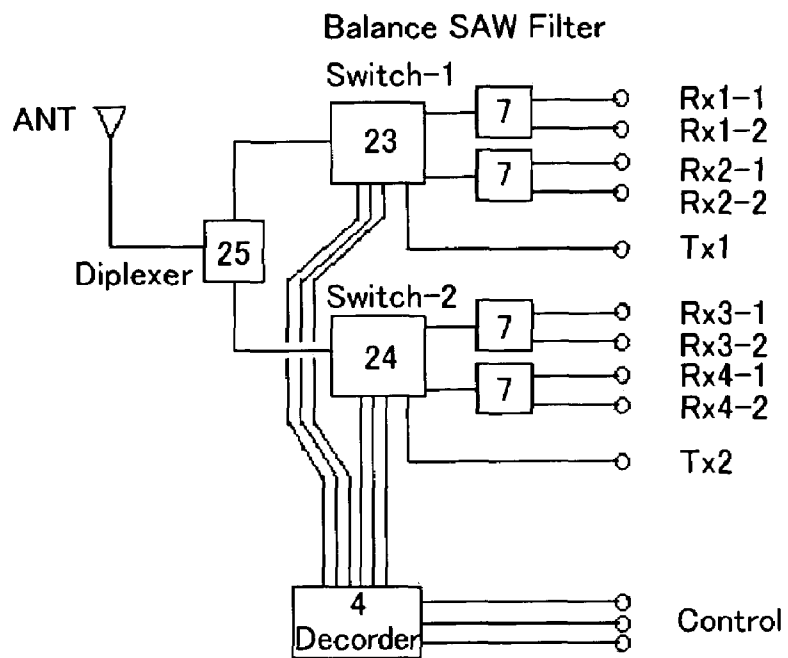 Balance SAW Filter
Switch-1
ANT
23
7
Rx1-1
Rx1-2
7
Rx2-1
Rx2-2
25
Diplexer
Tx1
Switch-2
24
7
Rx3-1
Rx3-2
7
Rx4-1
Rx4-2
Tx2
4
Decorder
Control